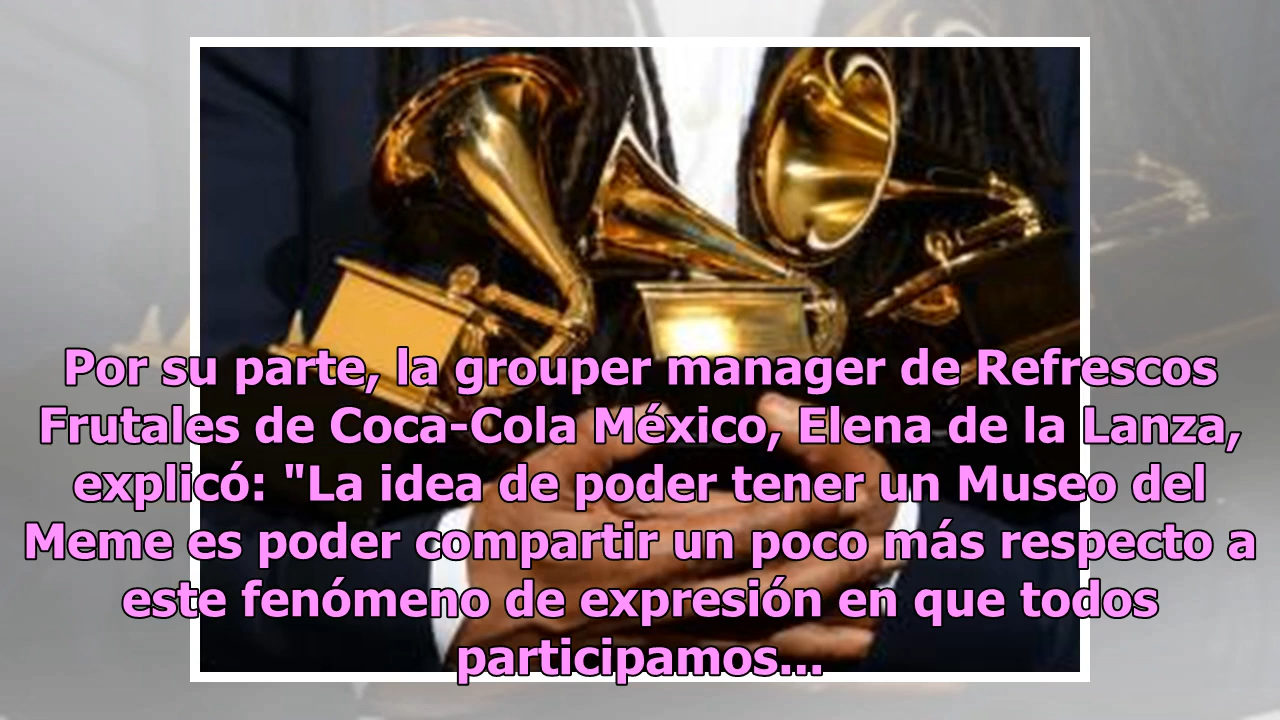 Por su parte, la grouper manager de Refrescos
Frutales de Coca-Cola México, Elena de la Lanza,
explicó: "La idea de poder tener un Museo del
Meme es poder compartir un poco más respecto a
este fenómeno de expresión en que todos
participamos...